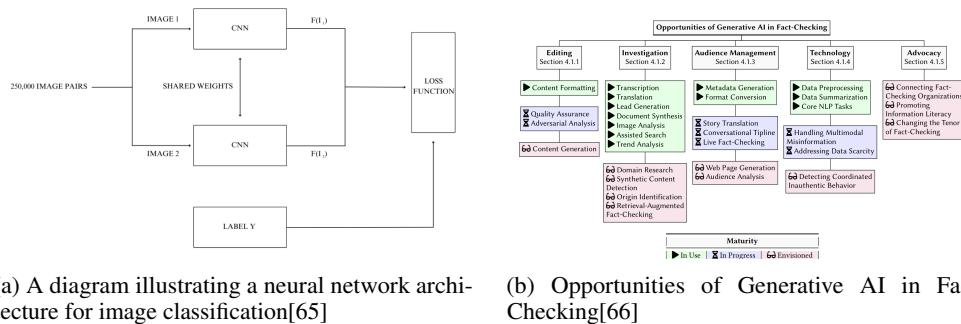 IMAGE 1
CNN
F(I₁)
250,000 IMAGE PAIRS
SHARED WEIGHTS
LOSS
FUNCTION
IMAGE 2
CNN
F(I₂)
LABEL Y
Opportunities of Generative AI in Fact-Checking
Editing
Section 4.1.1
Content Formatting
Quality Assurance
Adversarial Analysis
Content Generation
Investigation
Section 4.1.2
Transcription
Translation
Lead Generation
Document Synthesis
Image Analysis
Assisted Search
Trend Analysis
Domain Research
Synthetic Content
Detection
Origin Identification
Retrieval-Augmented
Fact-Checking
Audience Management
Section 4.1.3
Metadata Generation
Format Conversion
Story Translation
Conversational Tipline
Live Fact-Checking
Web Page Generation
Audience Analysis
Technology
Section 4.1.4
Data Preprocessing
Data Summarization
Core NLP Tasks
Handling Multimodal
Misinformation
Addressing Data Scarcity
Detecting Coordinated
Inauthentic Behavior
Advocacy
Section 4.1.5
Connecting Fact-
Checking Organizations
Promoting
Information Literacy
Changing the Tenor
of Fact-Checking
Maturity
In Use
In Progress
Envisioned
a) A diagram illustrating a neural network archi-
ecture for image classification[65]
(b) Opportunities of Generative AI in Fa
Checking[66]